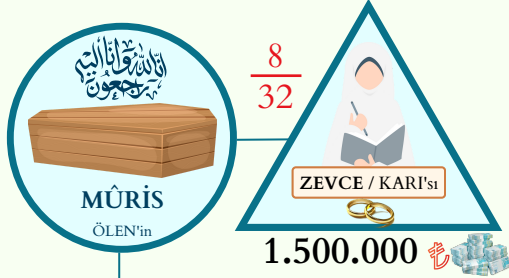 إنا لله وإنا إليه
راجعون
MÛRİS
ÖLEN'in
8
32
ZEVCE / KARI'sı
1.500.000 ₺